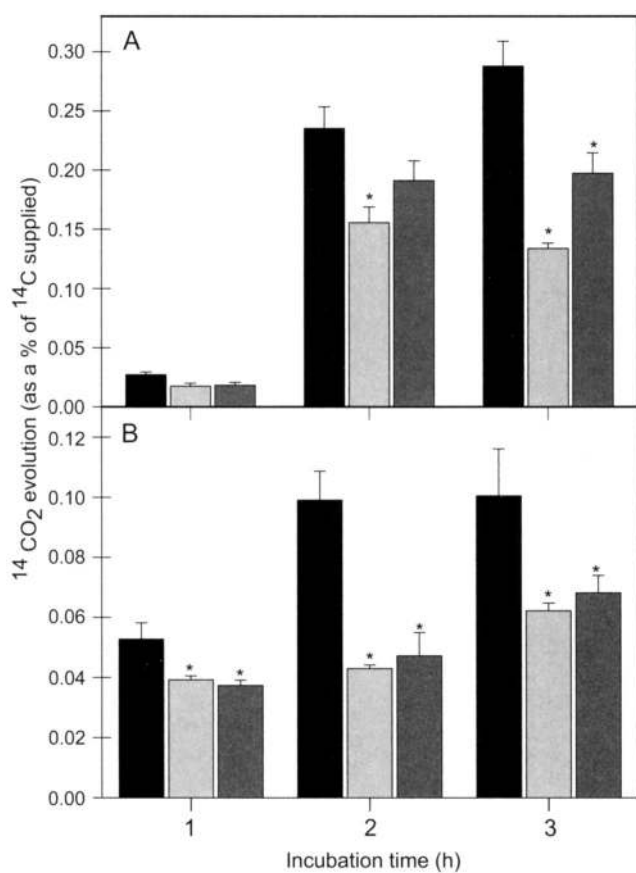 A
0.30
0.25
0.20
0.15
0.10
0.05
0.00
* * *
B
0.12
0.10
0.08
0.06
0.04
0.02
0.00
* * * * * *
1 2 3
Incubation time (h)
14 CO2 evolution (as a % of 14C supplied)